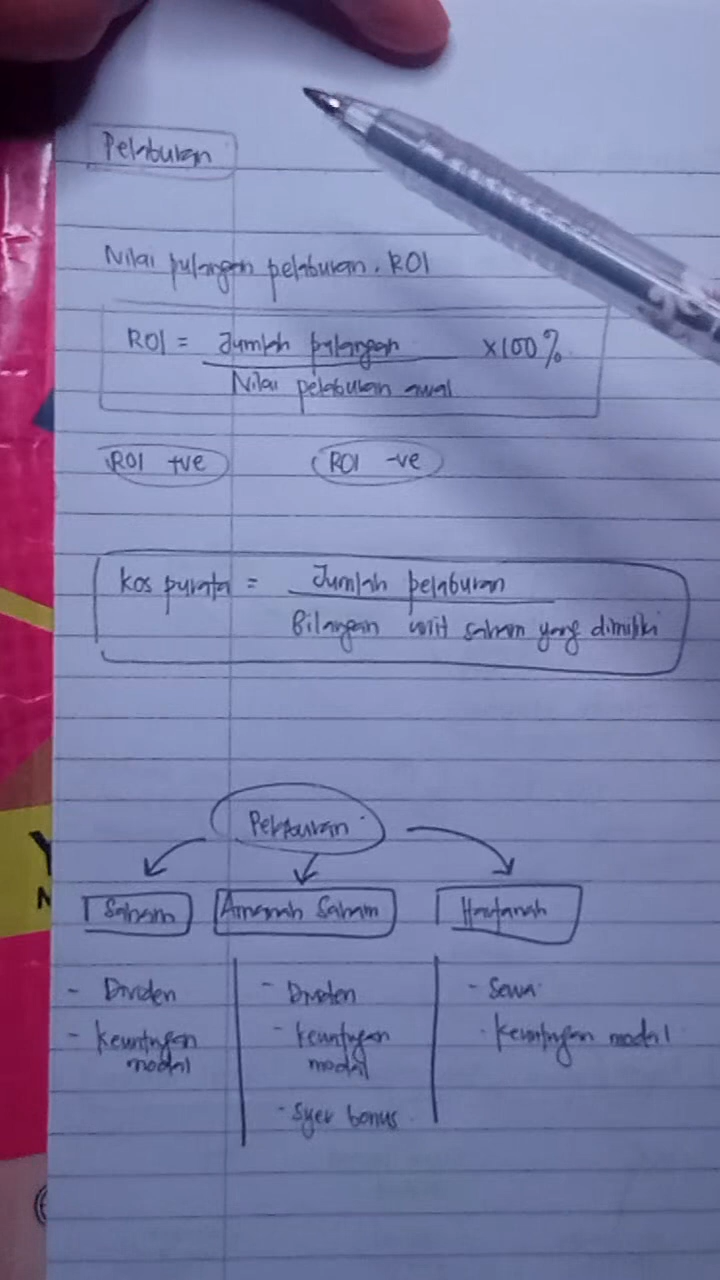 Pelaburan
Nilai pulangan pelaburan. ROI
ROI = Jumlah pulangan x100%
Nilai pelaburan awal
ROI +ve ROI -ve
Kos purata = Jumlah pelaburan
Bilangan unit saham yang dimiliki
Pelaburan
Saham Amanah Saham Hartanah
- Dividen - Dividen - Sewa
- Keuntungan - Keuntungan - Keuntungan modal
modal modal
- Syer bonus